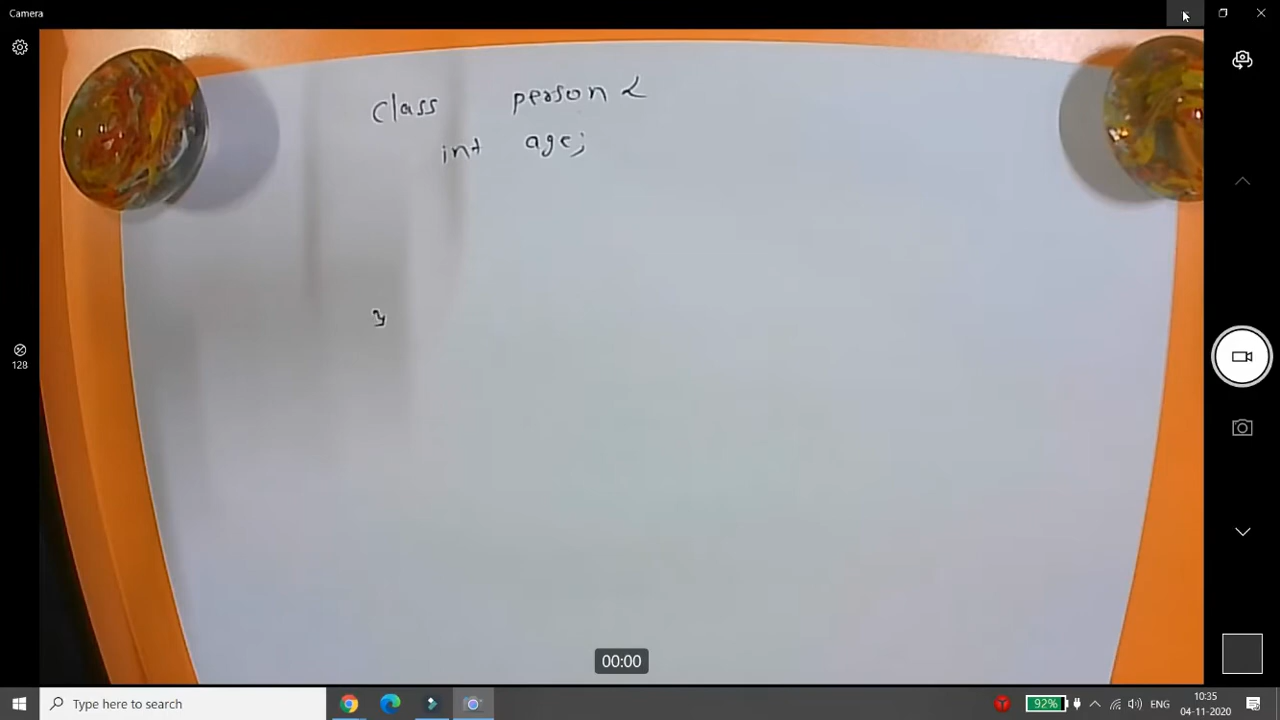 Camera
class person {
int age;
}
128
00:00
Type here to search
92%
ENG
10:35
04-11-2020